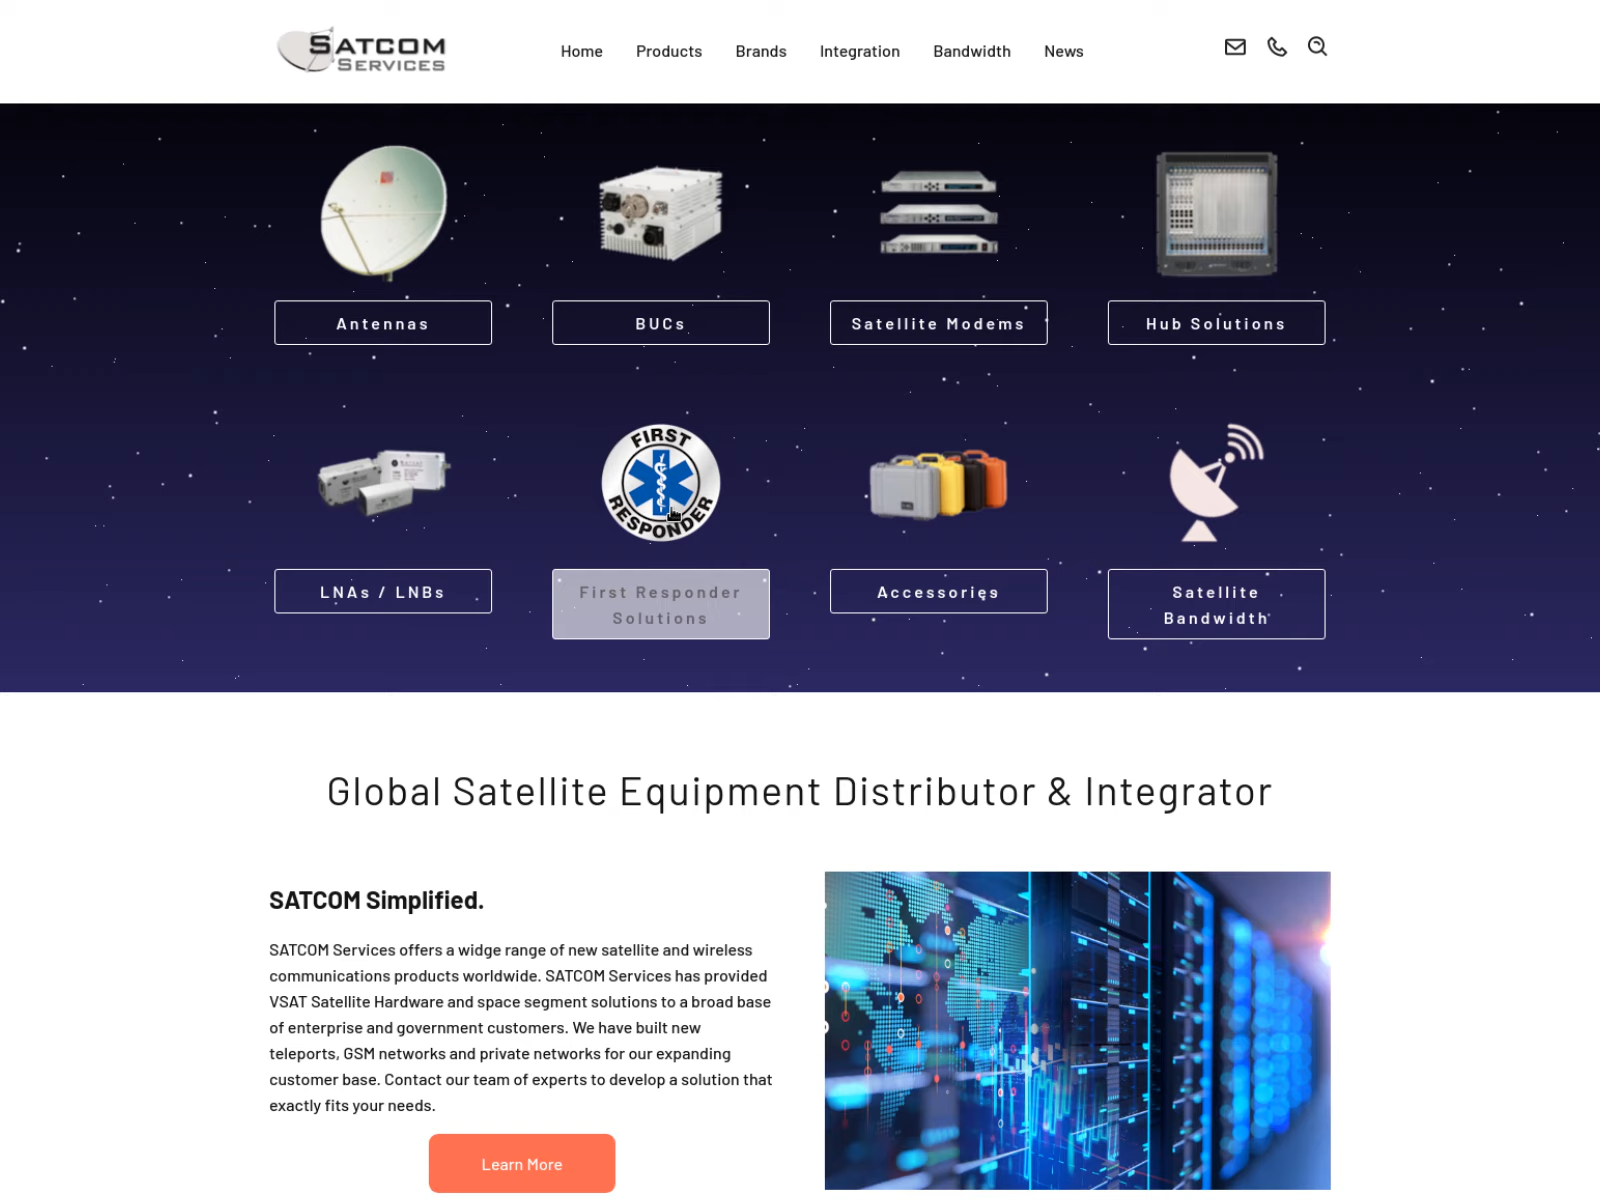 SATCOM
SERVICES
Home
Products
Brands
Integration
Bandwidth
News
Antennas
BUCs
Satellite Modems
Hub Solutions
FIRST
RESPONDER
LNAs / LNBs
First Responder
Solutions
Accessories
Satellite
Bandwidth
Global Satellite Equipment Distributor & Integrator
SATCOM Simplified.
SATCOM Services offers a widge range of new satellite and wireless
communications products worldwide. SATCOM Services has provided
VSAT Satellite Hardware and space segment solutions to a broad base
of enterprise and government customers. We have built new
teleports, GSM networks and private networks for our expanding
customer base. Contact our team of experts to develop a solution that
exactly fits your needs.
Learn More